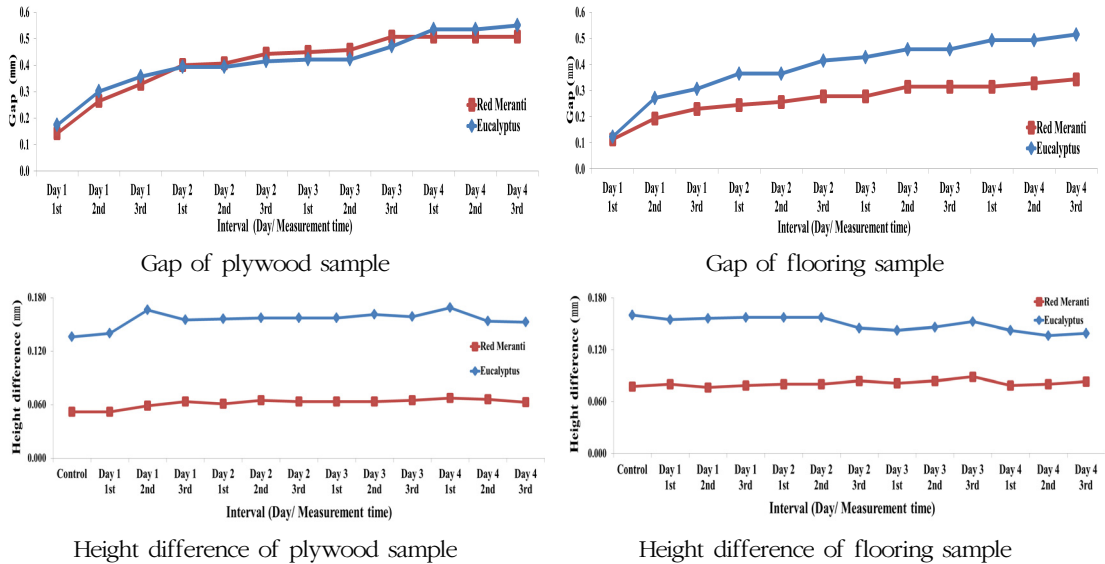 0.6
0.5
0.4
0.3
0.2
0.1
0.0
Gap (mm)
Red Meranti
Eucalyptus
Day 1 Day 1 Day 1 Day 2 Day 2 Day 2 Day 3 Day 3 Day 3 Day 4 Day 4 Day 4
1st 2nd 3rd 1st 2nd 3rd 1st 2nd 3rd 1st 2nd 3rd
Interval (Day/ Measurement time)
Gap of plywood sample
0.6
0.5
0.4
0.3
0.2
0.1
0.0
Gap (mm)
Red Meranti
Eucalyptus
Day 1 Day 1 Day 1 Day 2 Day 2 Day 2 Day 3 Day 3 Day 3 Day 4 Day 4 Day 4
1st 2nd 3rd 1st 2nd 3rd 1st 2nd 3rd 1st 2nd 3rd
Interval (Day/ Measurement time)
Gap of flooring sample
0.180
0.120
0.060
0.000
Height difference (mm)
Red Meranti
Eucalyptus
Control Day 1 Day 1 Day 1 Day 2 Day 2 Day 2 Day 3 Day 3 Day 3 Day 4 Day 4 Day 4
1st 2nd 3rd 1st 2nd 3rd 1st 2nd 3rd 1st 2nd 3rd
Interval (Day/ Measurement time)
Height difference of plywood sample
0.180
0.120
0.060
0.000
Height difference (mm)
Red Meranti
Eucalyptus
Control Day 1 Day 1 Day 1 Day 2 Day 2 Day 2 Day 3 Day 3 Day 3 Day 4 Day 4 Day 4
1st 2nd 3rd 1st 2nd 3rd 1st 2nd 3rd 1st 2nd 3rd
Interval (Day/ Measurement time)
Height difference of flooring sample